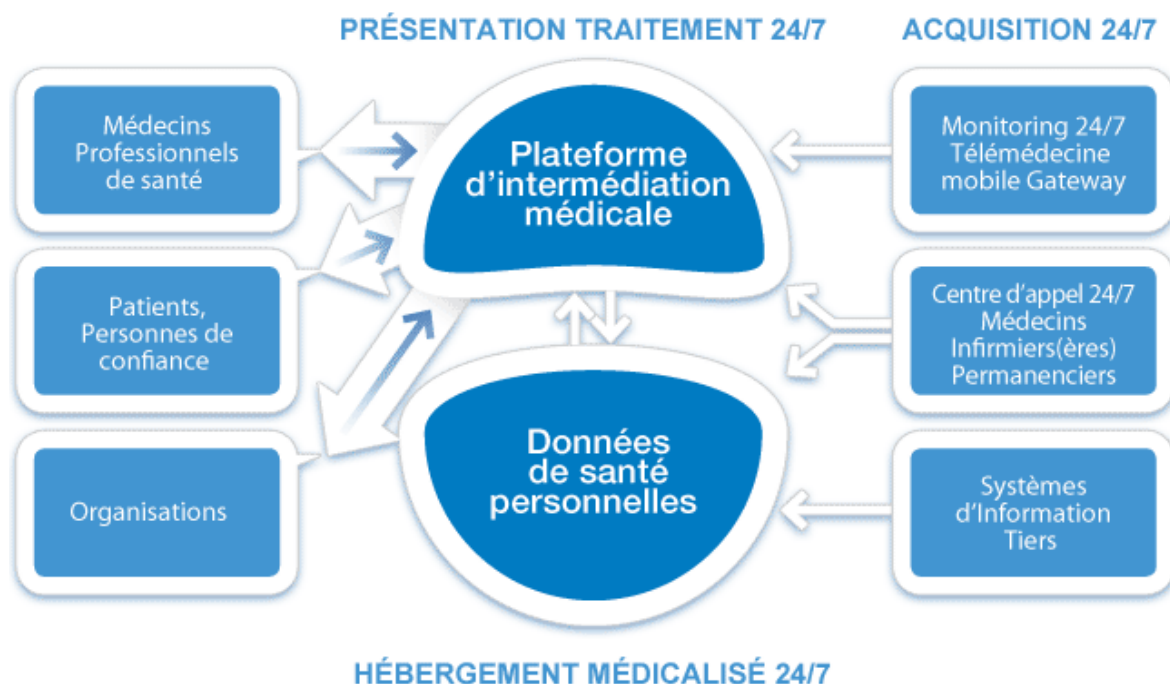 PRÉSENTATION TRAITEMENT 24/7
ACQUISITION 24/7
Médecins
Professionnels
de santé
Patients,
Personnes de
confiance
Organisations
Plateforme
d'intermédiation
médicale
Données
de santé
personnelles
Monitoring 24/7
Télémédecine
mobile Gateway
Centre d'appel 24/7
Médecins
Infirmiers(ères)
Permanenciers
Systèmes
d'Information
Tiers
HÉBERGEMENT MÉDICALISÉ 24/7